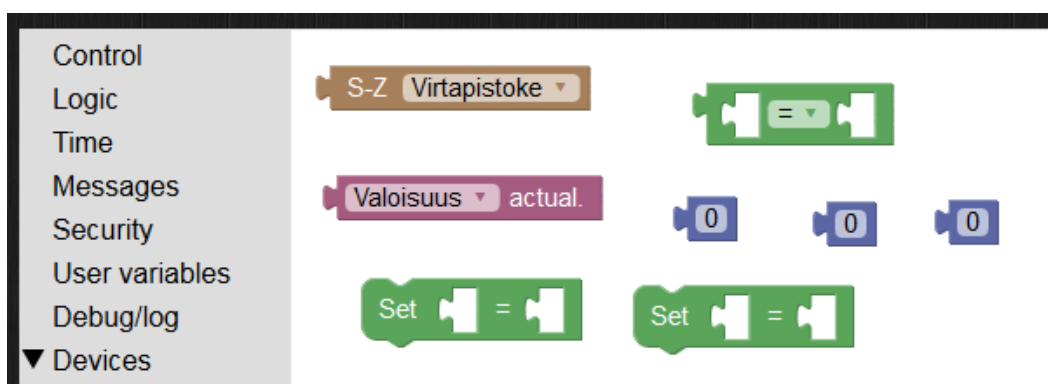 Control
Logic
Time
Messages
Security
User variables
Debug/log
▼ Devices
S-Z Virtapistoke ▼
= ▼
Valoisuus ▼ actual.
0 0 0
Set =
Set =